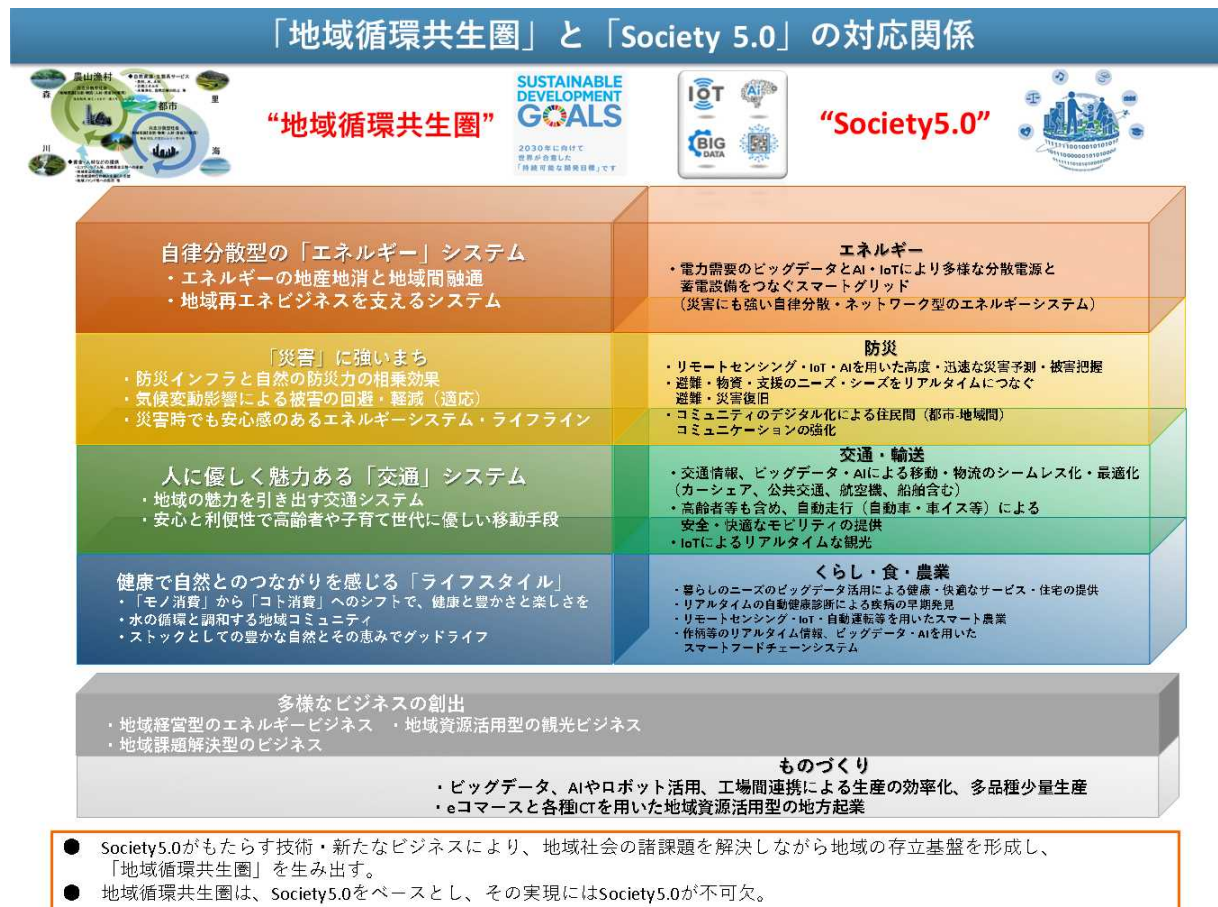 「地域循環共生圏」と「Society 5.0」の対応関係
農山漁村
森
里
都市
川
海
“地域循環共生圏”
SUSTAINABLE
DEVELOPMENT
GOALS
2030年に向けて
世界が合意した
「持続可能な開発目標」です
IOT
Ai
BIG
DATA
“Society5.0”
自律分散型の「エネルギー」システム
・エネルギーの地産地消と地域間融通
・地域再エネビジネスを支えるシステム
エネルギー
・電力需要のビッグデータとAI・IoTにより多様な分散電源と
蓄電設備をつなぐスマートグリッド
（災害にも強い自律分散・ネットワーク型のエネルギーシステム）
「災害」に強いまち
・防災インフラと自然の防災力の相乗効果
・気候変動影響による被害の回避・軽減（適応）
・災害時でも安心感のあるエネルギーシステム・ライフライン
防災
・リモートセンシング・IoT・AIを用いた高度・迅速な災害予測・被害把握
・避難・物資・支援のニーズ・シーズをリアルタイムにつなぐ
避難・災害復旧
・コミュニティのデジタル化による住民間（都市-地域間）
コミュニケーションの強化
人に優しく魅力ある「交通」システム
・地域の魅力を引き出す交通システム
・安心と利便性で高齢者や子育て世代に優しい移動手段
交通・輸送
・交通情報、ビッグデータ・AIによる移動・物流のシームレス化・最適化
（カーシェア、公共交通、航空機、船舶含む）
・高齢者等も含め、自動走行（自動車・車イス等）による
安全・快適なモビリティの提供
・IoTによるリアルタイムな観光
健康で自然とのつながりを感じる「ライフスタイル」
・「モノ消費」から「コト消費」へのシフトで、健康と豊かさと楽しさを
・水の循環と調和する地域コミュニティ
・ストックとしての豊かな自然とその恵みでグッドライフ
くらし・食・農業
・暮らしのニーズのビッグデータ活用による健康・快適なサービス・住宅の提供
・リアルタイムの自動健康診断による疾病の早期発見
・リモートセンシング・IoT・自動運転等を用いたスマート農業
・作柄等のリアルタイム情報、ビッグデータ・AIを用いた
スマートフードチェーンシステム
多様なビジネスの創出
・地域経営型のエネルギービジネス ・地域資源活用型の観光ビジネス
・地域課題解決型のビジネス
ものづくり
・ビッグデータ、AIやロボット活用、工場間連携による生産の効率化、多品種少量生産
・eコマースと各種ICTを用いた地域資源活用型の地方起業
● Society5.0がもたらす技術・新たなビジネスにより、地域社会の諸課題を解決しながら地域の存立基盤を形成し、
「地域循環共生圏」を生み出す。
● 地域循環共生圏は、Society5.0をベースとし、その実現にはSociety5.0が不可欠。